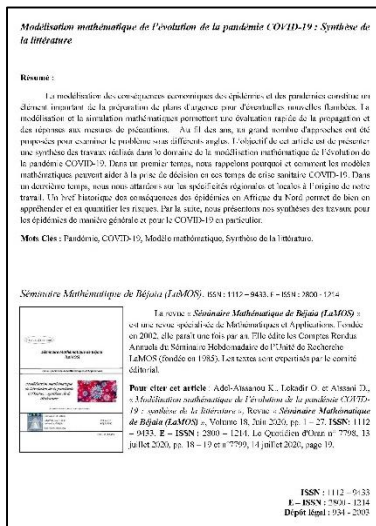 Modélisation mathématique de l'évolution de la pandémie COVID-19 : Synthèse de
la littérature
Résumé :
La modélisation des conséquences économiques des épidémies et des pandémies constitue un
élément important de la préparation de plans d'urgence pour d'éventuelles nouvelles flambées. La
modélisation et la simulation mathématiques permettent une évaluation rapide de la propagation et
des réponses aux mesures de précautions. Au fil des ans, un grand nombre d'approches ont été
proposées pour examiner le problème sous différents angles. L'objectif de cet article est de présenter
une synthèse des travaux réalisés dans le domaine de la modélisation mathématique de l'évolution de
la pandémie COVID-19. Dans un premier temps, nous rappelons pourquoi et comment les modèles
mathématiques peuvent aider à la prise de décision en ces temps de crise sanitaire COVID-19. Dans
un deuxième temps, nous nous attardons sur les spécificités régionales et locales à l'origine de notre
travail. Un bref historique des conséquences des épidémies en Afrique du Nord permet de bien en
appréhender et en quantifier les risques. Par la suite, nous présentons nos synthèses des travaux pour
les épidémies de manière générale et pour le COVID-19 en particulier.
Mots Clés : Pandémie, COVID-19, Modèle mathématique, Synthèse de la littérature.
Séminaire Mathématique de Béjaia (LaMOS). ISSN : 1112 – 9433. E – ISSN : 2800 - 1214
La revue « Séminaire Mathématique de Béjaia (LaMOS) »
est une revue spécialisée de Mathématiques et Applications. Fondée
en 2002, elle paraît une fois par an. Elle édite les Comptes Rendus
Annuels du Séminaire Hebdomadaire de l'Unité de Recherche
LaMOS (fondée en 1985). Les textes sont expertisés par le comité
éditorial.
Pour citer cet article : Adel-Aissanou K., Lekadir O. et Aissani D.,
« Modélisation mathématique de l'évolution de la pandémie COVID-
19 : synthèse de la littérature », Revue « Séminaire Mathématique
de Béjaia (LaMOS) », Volume 18, Juin 2020, pp. 1 – 27. ISSN: 1112
– 9433. E – ISSN : 2800 – 1214. Le Quotidien d'Oran n° 7798, 13
juillet 2020, pp. 18 - 19 et n°7799, 14 juillet 2020, page 19.
ISSN : 1112 – 9433
E – ISSN : 2800 - 1214
Dépôt légal : 934 - 2003